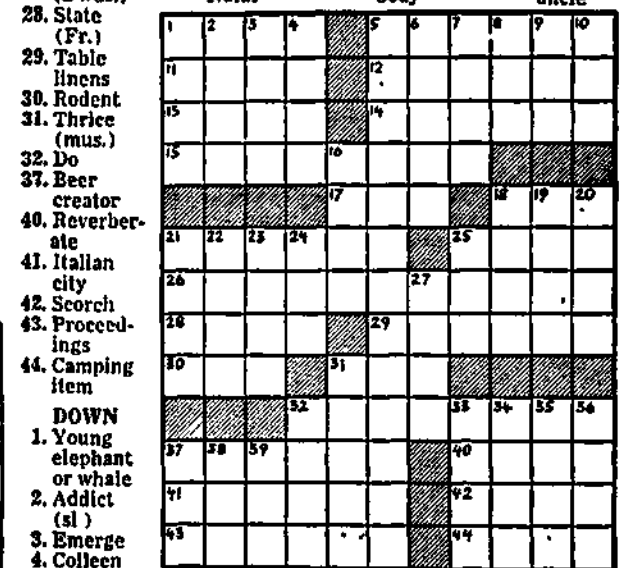 28. State
(Fr.)
29. Table
linens
30. Rodent
31. Thrice
(mus.)
32. Do
37. Beer
creator
40. Reverber-
ate
41. Italian
city
42. Scorch
43. Proceed-
ings
44. Camping
item
DOWN
1. Young
elephant
or whale
2. Addict
(sl )
3. Emerge
4. Colleen
body
uncle
1 2 3 4 5 6 7 8 9 10
11 12
13 14
15 16
17 18 19 20
21 22 23 24 25
26 27
28 29
30 31
32 33 34 35 36
37 38 39 40
41 42
43 44